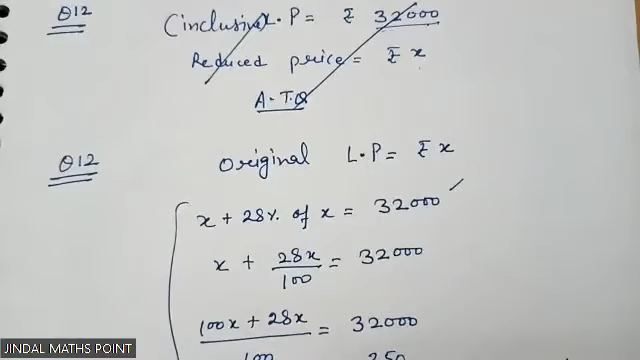 Q12
(inclusive L.P = ₹ 32000
Reduced price = ₹ x
A.T.Q
Q12
Original L.P = ₹ x
x + 28% of x = 32000
x + 28x/100 = 32000
100x + 28x/100 = 32000
250
JINDAL MATHS POINT